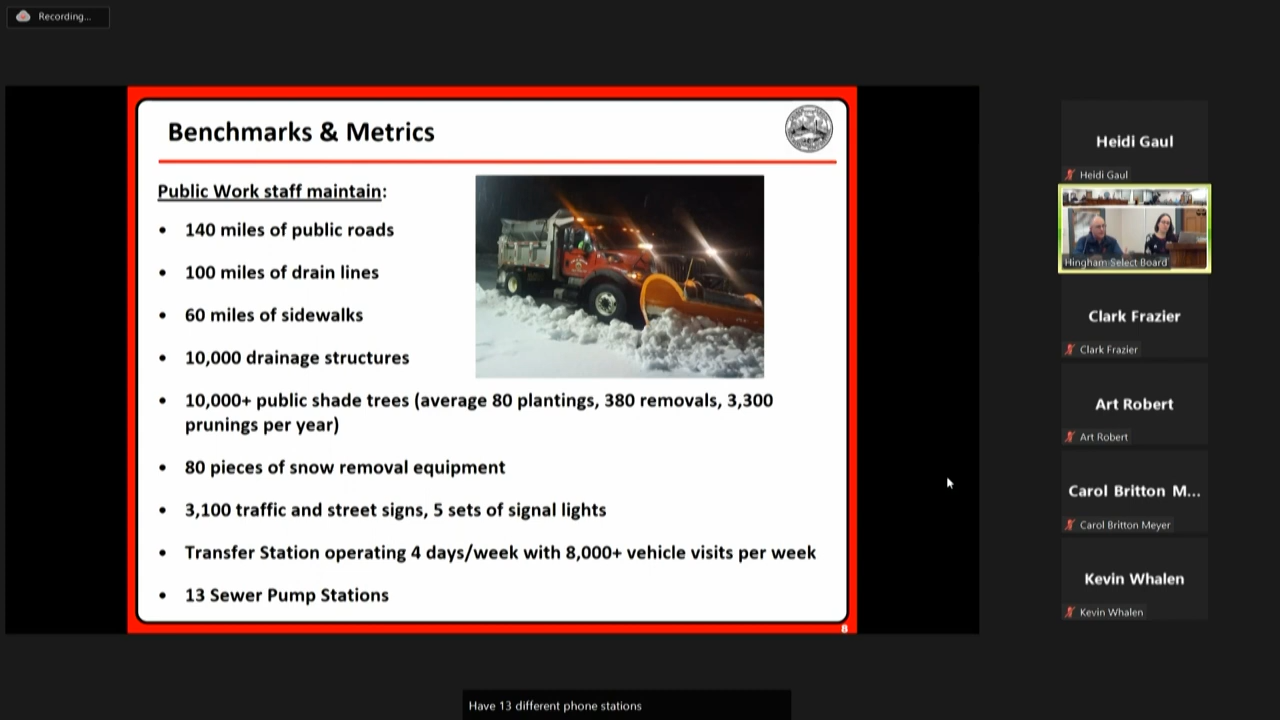 Recording...
Benchmarks & Metrics
Public Work staff maintain:
• 140 miles of public roads
• 100 miles of drain lines
• 60 miles of sidewalks
• 10,000 drainage structures
• 10,000+ public shade trees (average 80 plantings, 380 removals, 3,300
prunings per year)
• 80 pieces of snow removal equipment
• 3,100 traffic and street signs, 5 sets of signal lights
• Transfer Station operating 4 days/week with 8,000+ vehicle visits per week
• 13 Sewer Pump Stations
8
Heidi Gaul
Heidi Gaul
Hingham Select Board
Clark Frazier
Clark Frazier
Art Robert
Art Robert
Carol Britton M...
Carol Britton Meyer
Kevin Whalen
Kevin Whalen
Have 13 different phone stations